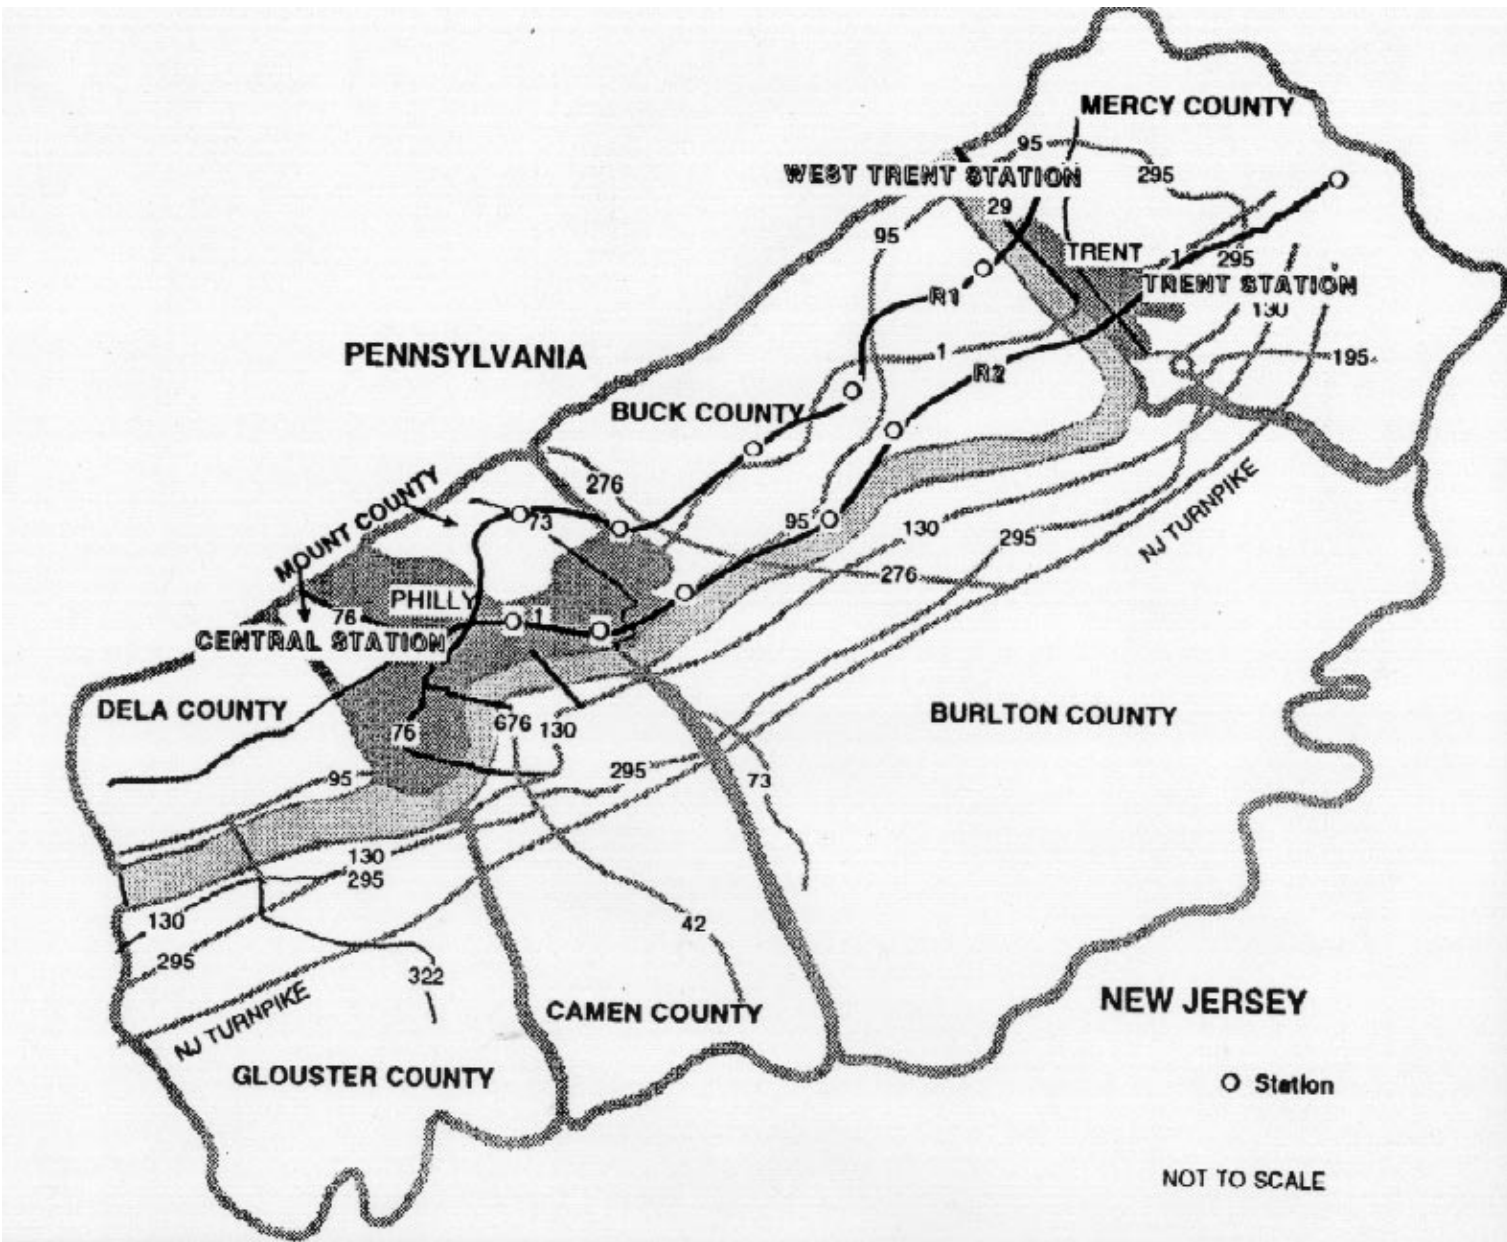 MERCY COUNTY
95
WEST TRENT STATION
295
29
95
TRENT
1
295
TRENT STATION
R1
130
PENNSYLVANIA
1
195
R2
BUCK COUNTY
276
MOUNT COUNTY
73
95
130
295
NJ TURNPIKE
276
PHILLY
76
1
CENTRAL STATION
DELA COUNTY
BURLTON COUNTY
676
130
76
95
295
73
130
295
130
42
295
322
NJ TURNPIKE
NEW JERSEY
CAMEN COUNTY
GLOUSTER COUNTY
Station
NOT TO SCALE